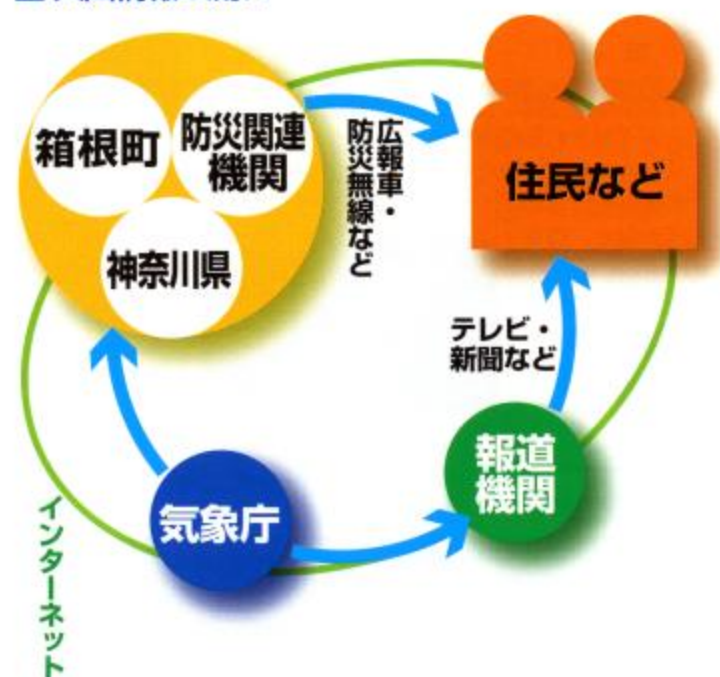 箱根町
防災関連
機関
神奈川県
広報車・
防災無線など
住民など
テレビ・
新聞など
報道
機関
気象庁
インターネット